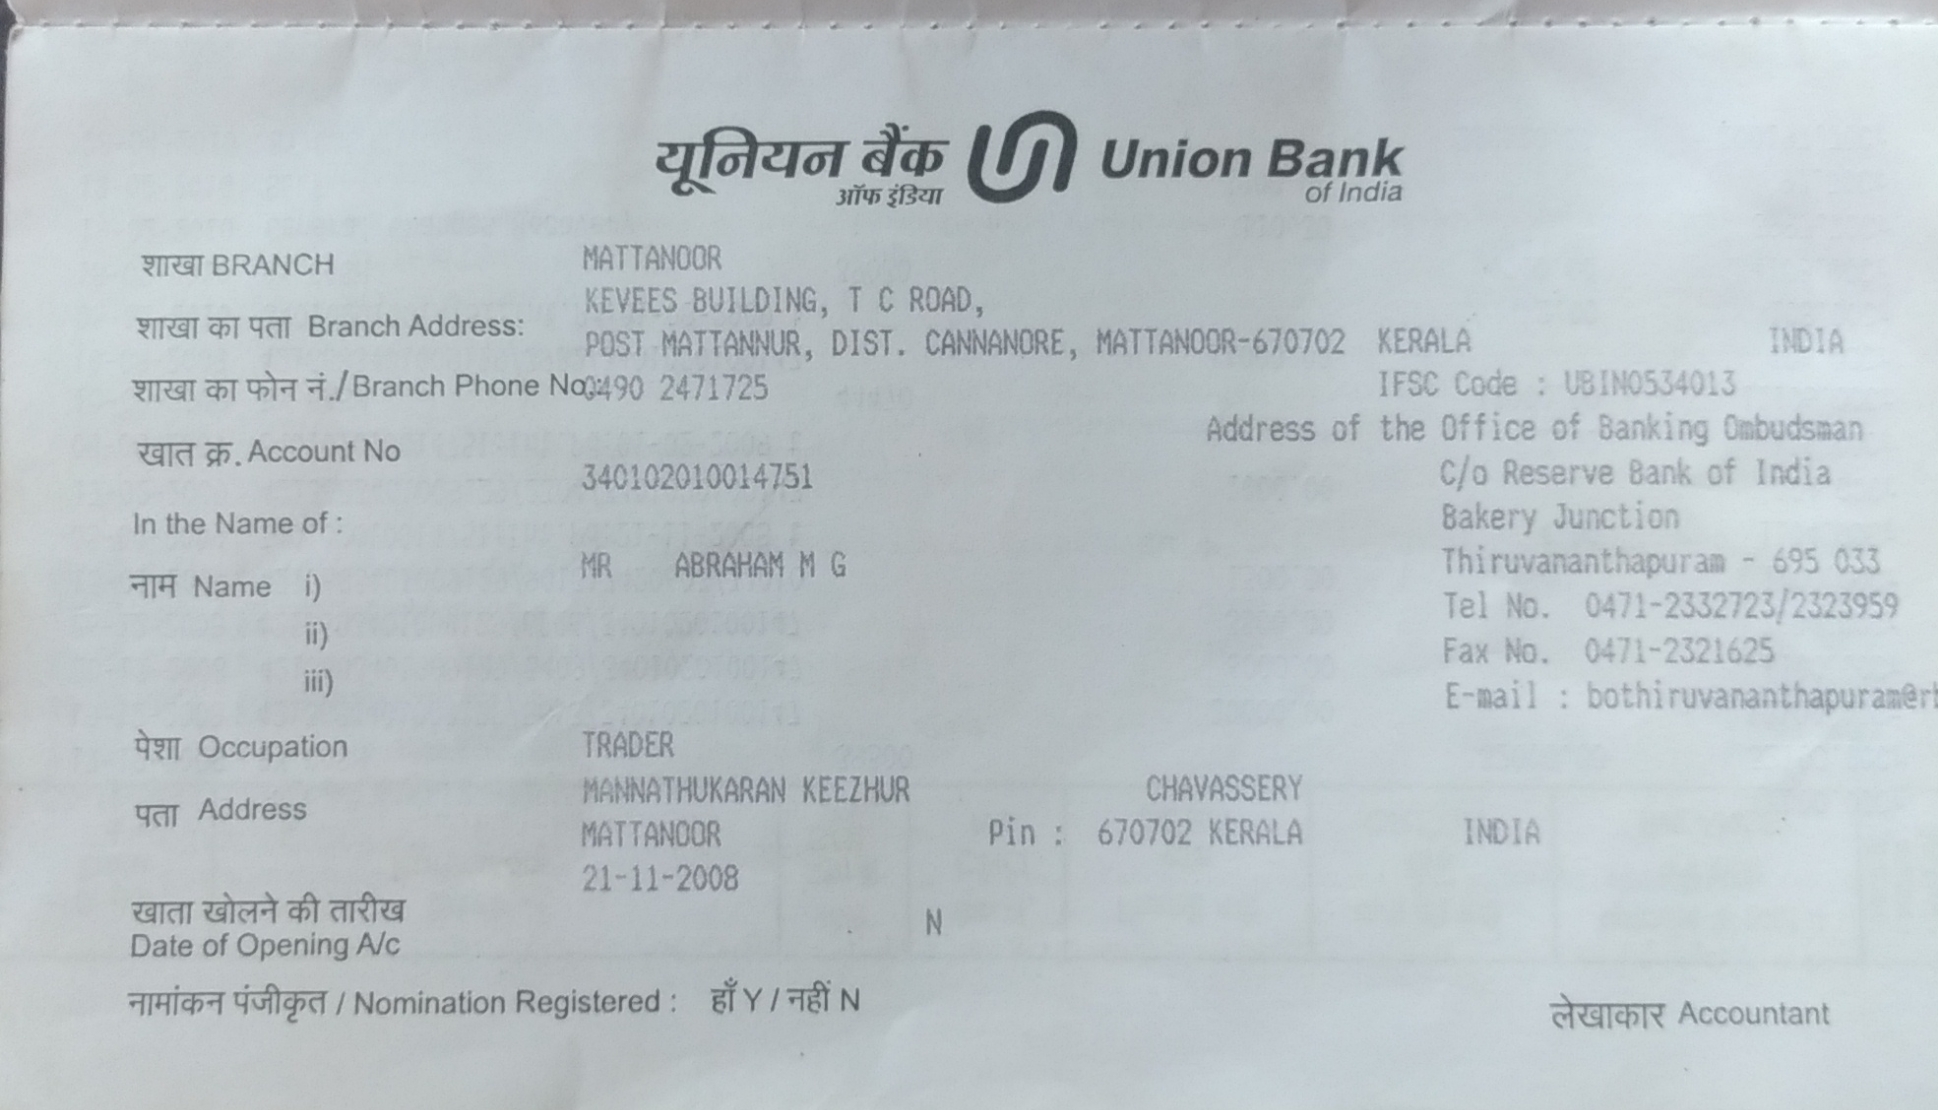 यूनियन बैंक Union Bank
ऑफ इंडिया of India
शाखा BRANCH MATTANOOR
KEVEES BUILDING, T C ROAD,
शाखा का पता Branch Address: POST MATTANNUR, DIST. CANNANORE, MATTANOOR-670702 KERALA INDIA
शाखा का फोन नं./Branch Phone No.: 0490 2471725 IFSC Code : UBIN0534013
Address of the Office of Banking Ombudsman
खात क्र. Account No 340102010014751 C/o Reserve Bank of India
In the Name of : Bakery Junction
नाम Name i) MR ABRAHAM M G Thiruvananthapuram - 695 033
ii) Tel No. 0471-2332723/2323959
iii) Fax No. 0471-2321625
E-mail : bothiruvananthapuram@r
पेशा Occupation TRADER
पता Address MANNATHUKARAN KEEZHUR CHAVASSERY
MATTANOOR Pin : 670702 KERALA INDIA
21-11-2008
खाता खोलने की तारीख N
Date of Opening A/c
नामांकन पंजीकृत / Nomination Registered : हाँ Y / नहीं N लेखाकार Accountant